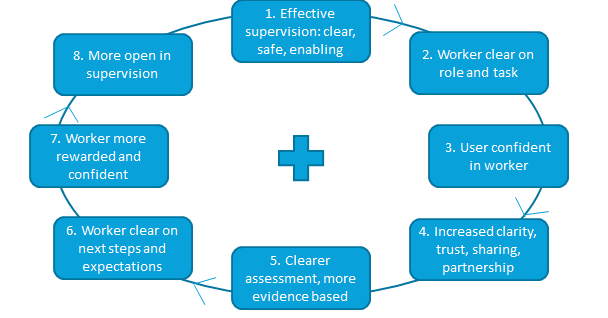 1. Effective
supervision: clear,
safe, enabling
2. Worker clear on
role and task
3. User confident
in worker
4. Increased clarity,
trust, sharing,
partnership
5. Clearer
assessment, more
evidence based
6. Worker clear on
next steps and
expectations
7. Worker more
rewarded and
confident
8. More open in
supervision